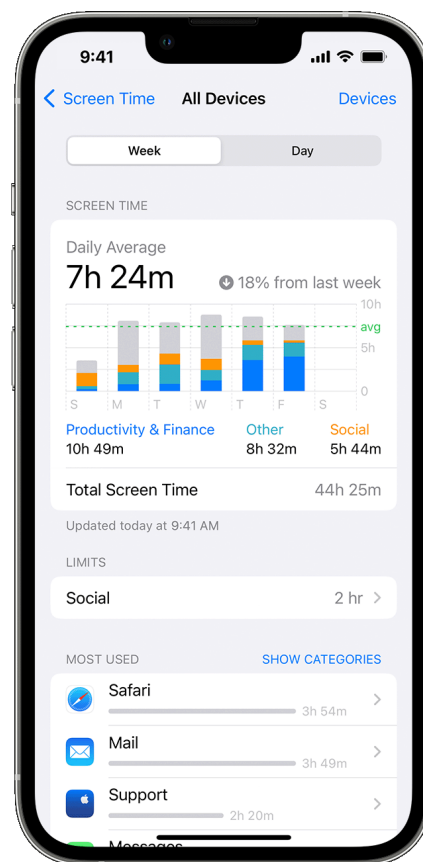 9:41
Screen Time All Devices Devices
Week Day
SCREEN TIME
Daily Average
7h 24m 18% from last week
10h
avg
5h
0
S M T W T F S
Productivity & Finance Other Social
10h 49m 8h 32m 5h 44m
Total Screen Time 44h 25m
Updated today at 9:41 AM
LIMITS
Social 2 hr
MOST USED SHOW CATEGORIES
Safari
3h 54m
Mail
3h 49m
Support
2h 20m
Messages